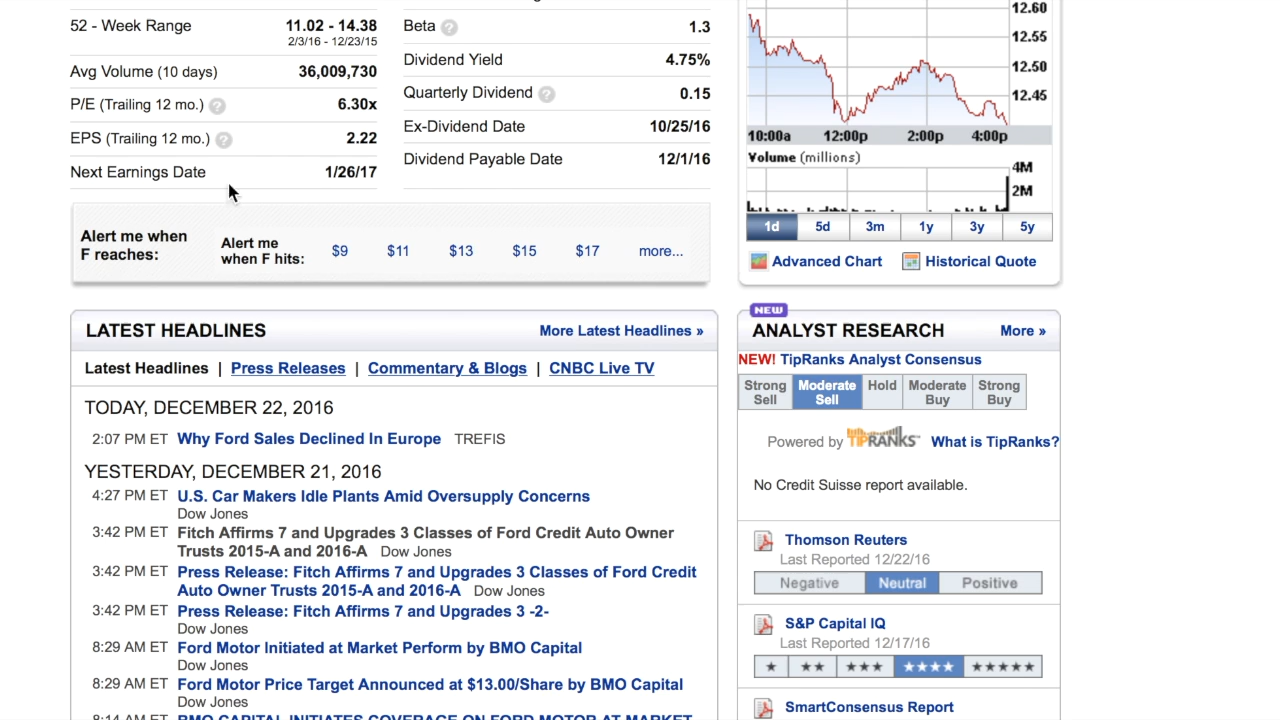 52 - Week Range 11.02 - 14.38
2/3/16 - 12/23/15
Avg Volume (10 days) 36,009,730
P/E (Trailing 12 mo.) ? 6.30x
EPS (Trailing 12 mo.) ? 2.22
Next Earnings Date 1/26/17
Beta ? 1.3
Dividend Yield 4.75%
Quarterly Dividend ? 0.15
Ex-Dividend Date 10/25/16
Dividend Payable Date 12/1/16
12.60
12.55
12.50
12.45
10:00a 12:00p 2:00p 4:00p
Volume (millions)
4M
2M
1d 5d 3m 1y 3y 5y
Advanced Chart Historical Quote
Alert me when
F reaches:
Alert me
when F hits:
$9 $11 $13 $15 $17 more...
LATEST HEADLINES More Latest Headlines »
Latest Headlines | Press Releases | Commentary & Blogs | CNBC Live TV
TODAY, DECEMBER 22, 2016
2:07 PM ET Why Ford Sales Declined In Europe TREFIS
YESTERDAY, DECEMBER 21, 2016
4:27 PM ET U.S. Car Makers Idle Plants Amid Oversupply Concerns
Dow Jones
3:42 PM ET Fitch Affirms 7 and Upgrades 3 Classes of Ford Credit Auto Owner
Trusts 2015-A and 2016-A Dow Jones
3:42 PM ET Press Release: Fitch Affirms 7 and Upgrades 3 Classes of Ford Credit
Auto Owner Trusts 2015-A and 2016-A Dow Jones
3:42 PM ET Press Release: Fitch Affirms 7 and Upgrades 3 -2-
Dow Jones
8:29 AM ET Ford Motor Initiated at Market Perform by BMO Capital
Dow Jones
8:29 AM ET Ford Motor Price Target Announced at $13.00/Share by BMO Capital
Dow Jones
8:14 AM ET BMO CAPITAL INITIATES COVERAGE ON FORD MOTOR AT MARKET
NEW
ANALYST RESEARCH More »
NEW! TipRanks Analyst Consensus
Strong Sell Moderate Sell Hold Moderate Buy Strong Buy
Powered by TIPRANKS What is TipRanks?
No Credit Suisse report available.
Thomson Reuters
Last Reported 12/22/16
Negative Neutral Positive
S&P Capital IQ
Last Reported 12/17/16
★ ★★ ★★★ ★★★★ ★★★★★
SmartConsensus Report